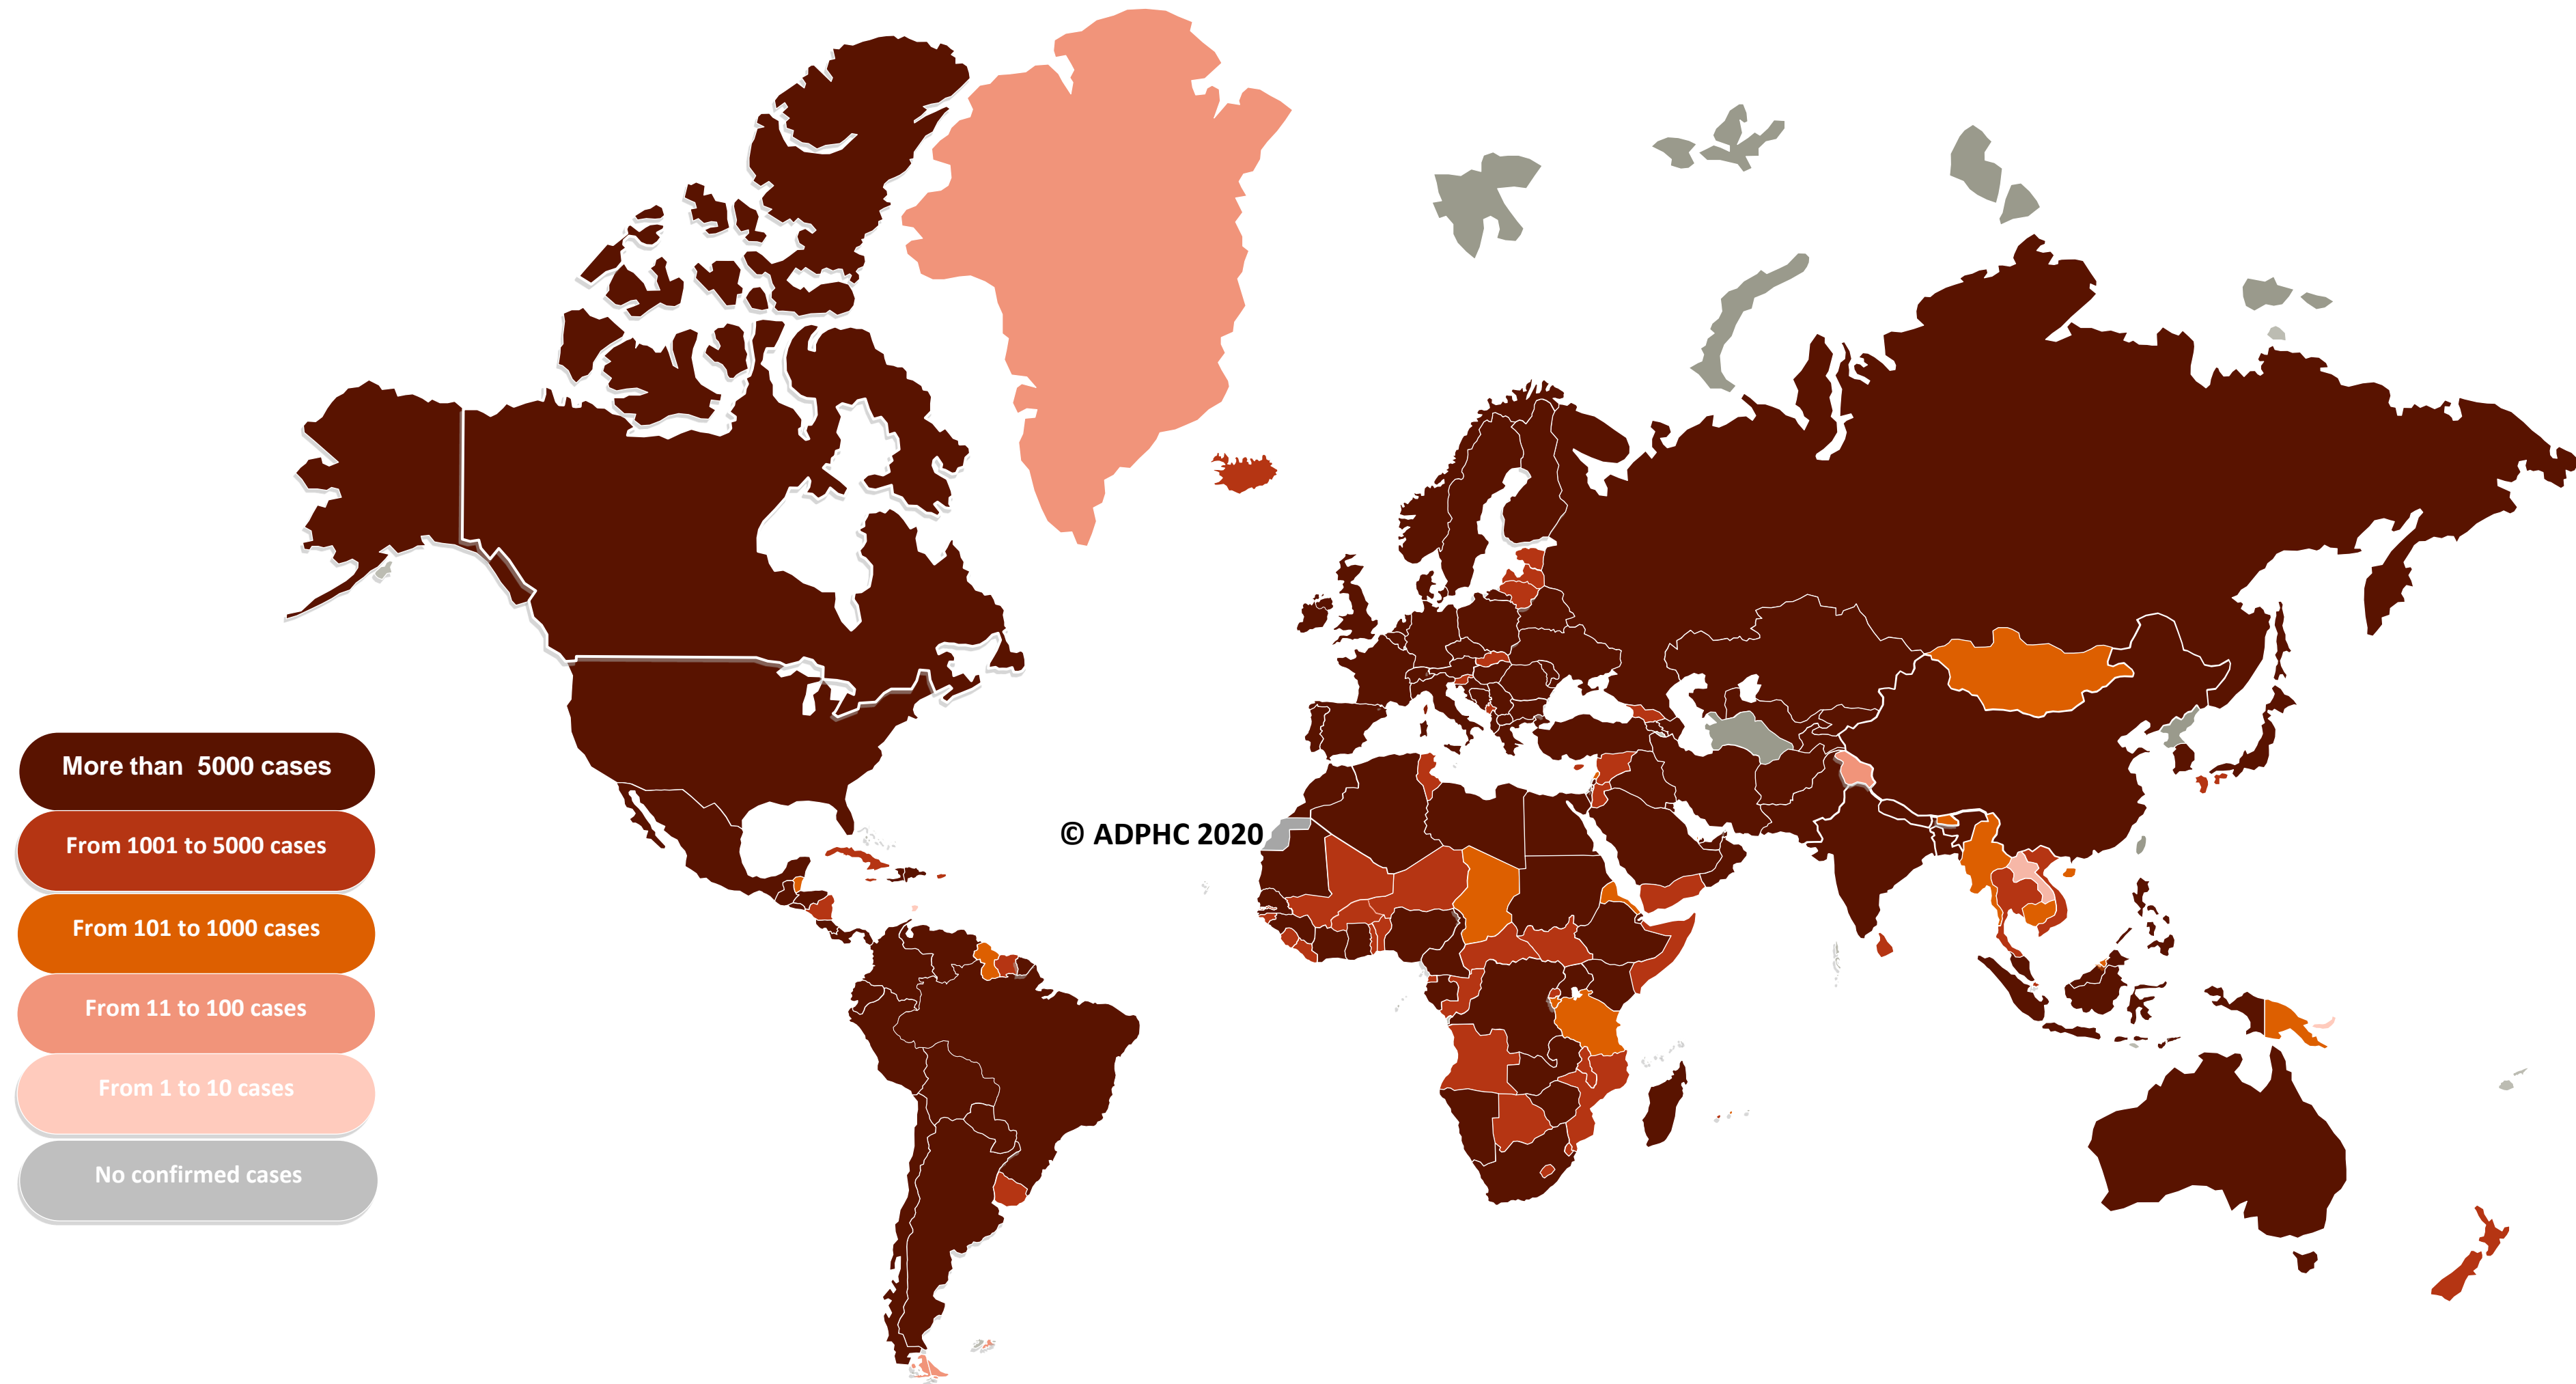 More than  5000 cases
From 1001 to 5000 cases
© ADPHC 2020
From 101 to 1000 cases
From 11 to 100 cases
From 1 to 10 cases
No confirmed cases